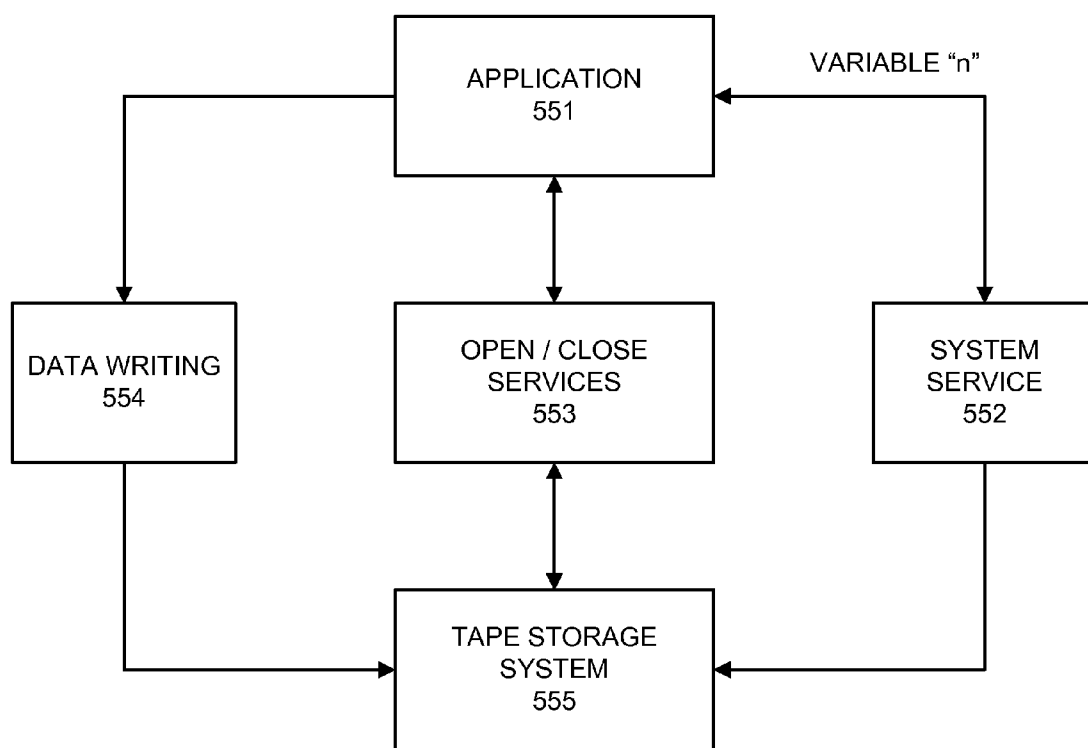 APPLICATION
551
VARIABLE “n”
DATA WRITING
554
OPEN / CLOSE
SERVICES
553
SYSTEM
SERVICE
552
TAPE STORAGE
SYSTEM
555